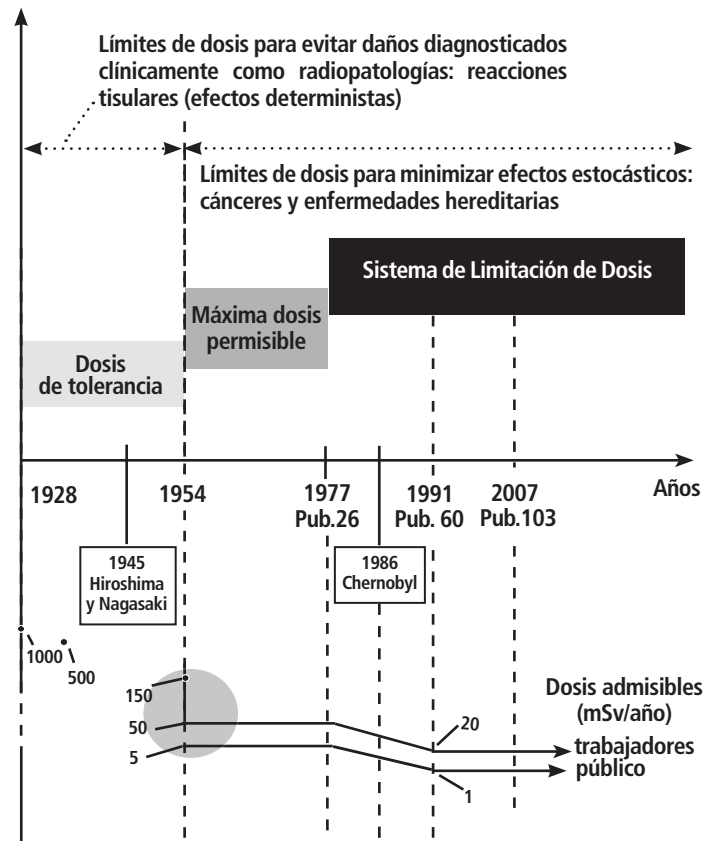 Límites de dosis para evitar daños diagnosticados
clínicamente como radiopatologías: reacciones
tisulares (efectos deterministas)
Límites de dosis para minimizar efectos estocásticos:
cánceres y enfermedades hereditarias
Sistema de Limitación de Dosis
Máxima dosis
permisible
Dosis
de tolerancia
1928
1954
1977
Pub.26
1991
Pub. 60
2007
Pub.103
Años
1945
Hiroshima
y Nagasaki
1986
Chernobyl
1000
500
150
50
5
20
1
Dosis admisibles
(mSv/año)
trabajadores
público